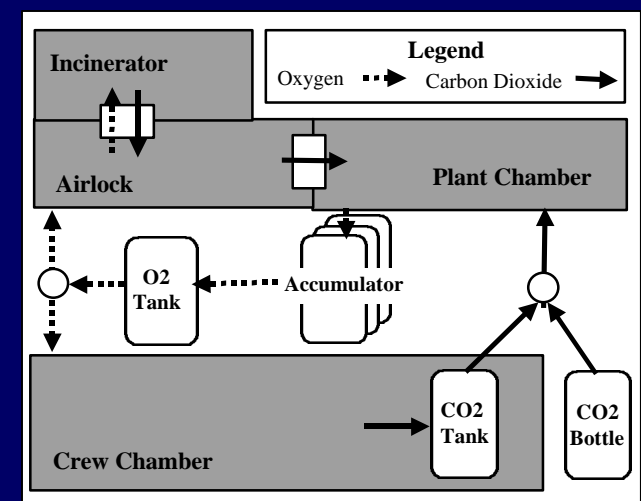 Incinerator
Legend
Oxygen
Carbon Dioxide
Airlock
Plant Chamber
O2
Tank
Accumulator
CO2
Tank
CO2
Bottle
Crew Chamber